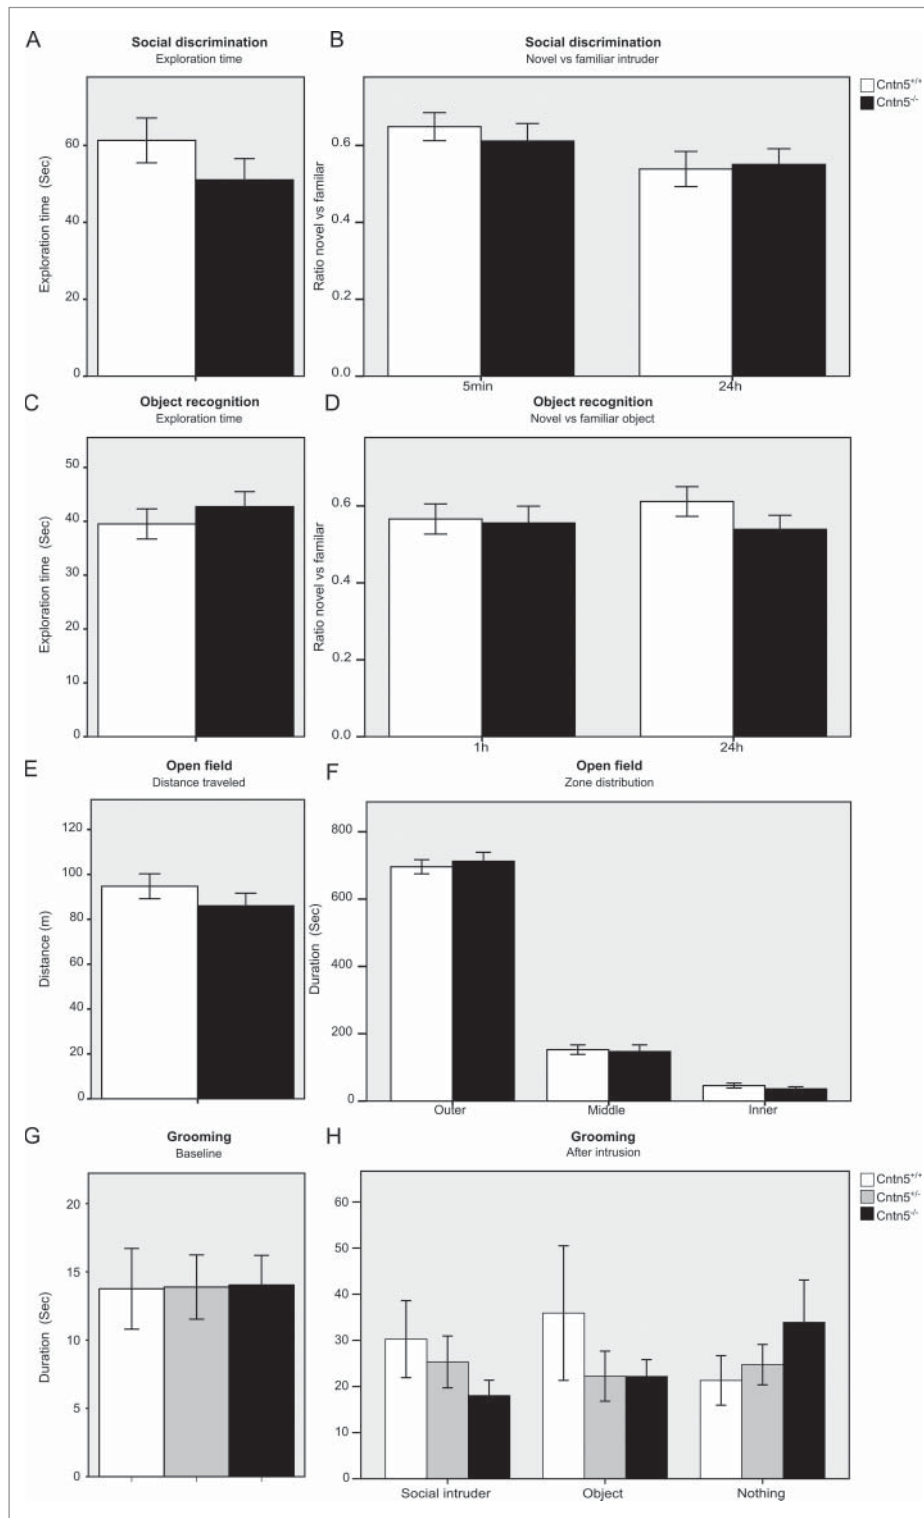 A
Social discrimination
Exploration time
Exploration time (Sec)
60
40
20
0
B
Social discrimination
Novel vs familiar intruder
Cntn5+/+
Cntn5-/-
Ratio novel vs familar
0.6
0.4
0.2
0.0
5min
24h
C
Object recognition
Exploration time
Exploration time (Sec)
50
40
30
20
10
0
D
Object recognition
Novel vs familiar object
Ratio novel vs familar
0.6
0.4
0.2
0.0
1h
24h
E
Open field
Distance traveled
Distance (m)
120
100
80
60
40
20
0
F
Open field
Zone distribution
Duration (Sec)
800
600
400
200
0
Outer
Middle
Inner
G
Grooming
Baseline
Duration (Sec)
20
15
10
5
0
H
Grooming
After intrusion
Cntn5+/+
Cntn5+/-
Cntn5-/-
60
50
40
30
20
10
0
Social intruder
Object
Nothing